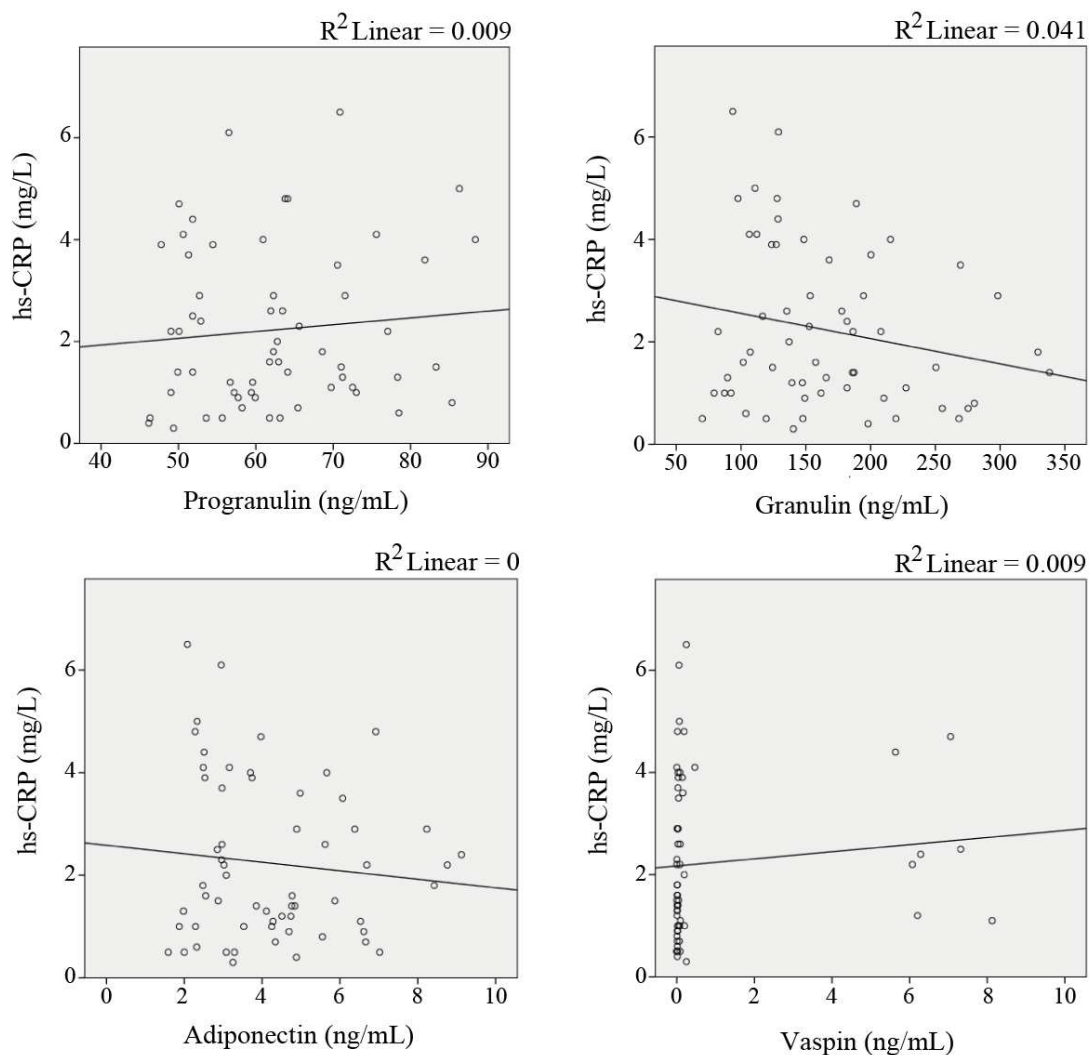 R² Linear = 0.009
hs-CRP (mg/L)
6
4
2
0
40 50 60 70 80 90
Progranulin (ng/mL)
R² Linear = 0.041
hs-CRP (mg/L)
6
4
2
0
50 100 150 200 250 300 350
Granulin (ng/mL)
R² Linear = 0
hs-CRP (mg/L)
6
4
2
0
0 2 4 6 8 10
Adiponectin (ng/mL)
R² Linear = 0.009
hs-CRP (mg/L)
6
4
2
0
0 2 4 6 8 10
Vaspin (ng/mL)